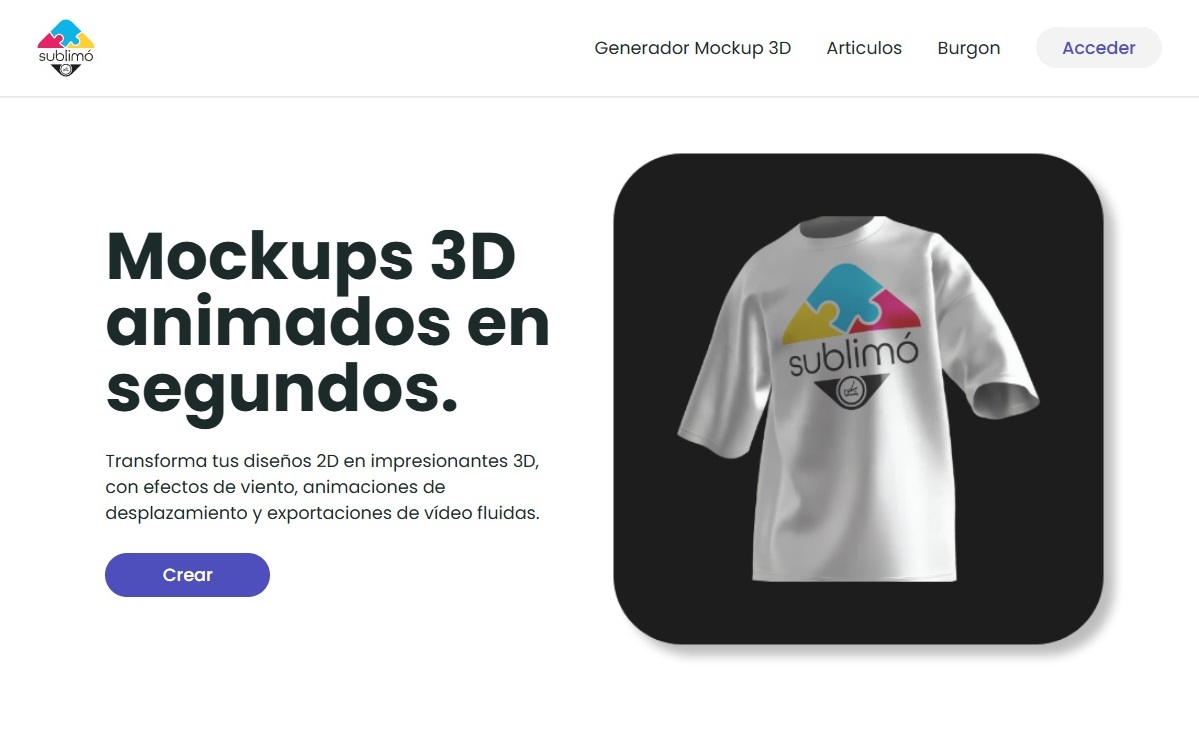 sublimó
Generador Mockup 3D
Articulos
Burgon
Acceder
Mockups 3D
animados en
segundos.
Transforma tus diseños 2D en impresionantes 3D,
con efectos de viento, animaciones de
desplazamiento y exportaciones de vídeo fluidas.
Crear
sublimó